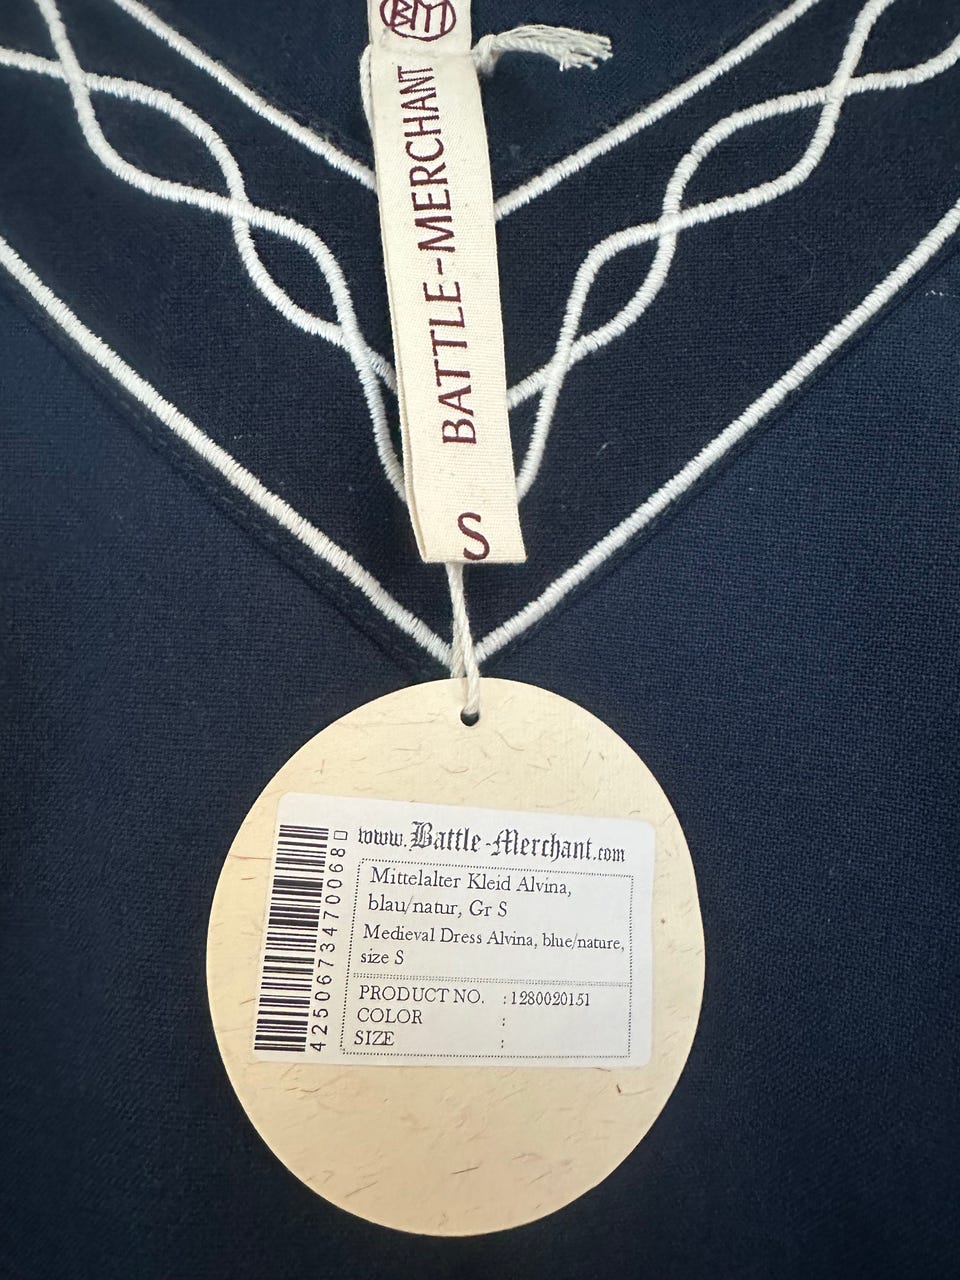 BM
BATTLE-MERCHANT
S
www.Battle-Merchant.com
Mittelalter Kleid Alvina,
blau/natur, Gr S
Medieval Dress Alvina, blue/nature,
size S
PRODUCT NO. : 1280020151
COLOR :
SIZE :
4250673470068